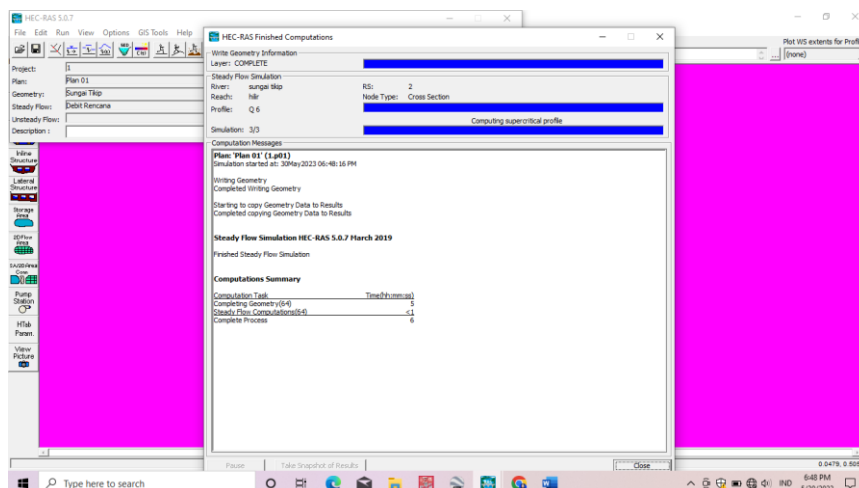 HEC-RAS 5.0.7
File Edit Run View Options GIS Tools Help
Project: 1
Plan: Plan 01
Geometry: Sungai Tikip
Steady Flow: Debit Rencana
Unsteady Flow:
Description :
Inline
Structure
Lateral
Structure
Storage
Area
2D Flow
Area
SA/2D Area
Conn
Pump
Station
HTab
Param.
View
Picture
HEC-RAS Finished Computations
Write Geometry Information
Layer: COMPLETE
Steady Flow Simulation
River: sungai tikip RS: 2
Reach: hilir Node Type: Cross Section
Profile: Q 6
Computing supercritical profile
Simulation: 3/3
Computation Messages
Plan: 'Plan 01' (1.p01)
Simulation started at: 30May2023 06:48:16 PM
Writing Geometry
Completed Writing Geometry
Starting to copy Geometry Data to Results
Completed copying Geometry Data to Results
Steady Flow Simulation HEC-RAS 5.0.7 March 2019
Finished Steady Flow Simulation
Computations Summary
Computation Task Time(hh:mm:ss)
Completing Geometry(64) 5
Steady Flow Computations(64) <1
Complete Process 6
Pause Take Snapshot of Results Close
Plot WS extents for Profi
... (none)
Type here to search
IND
6:48 PM